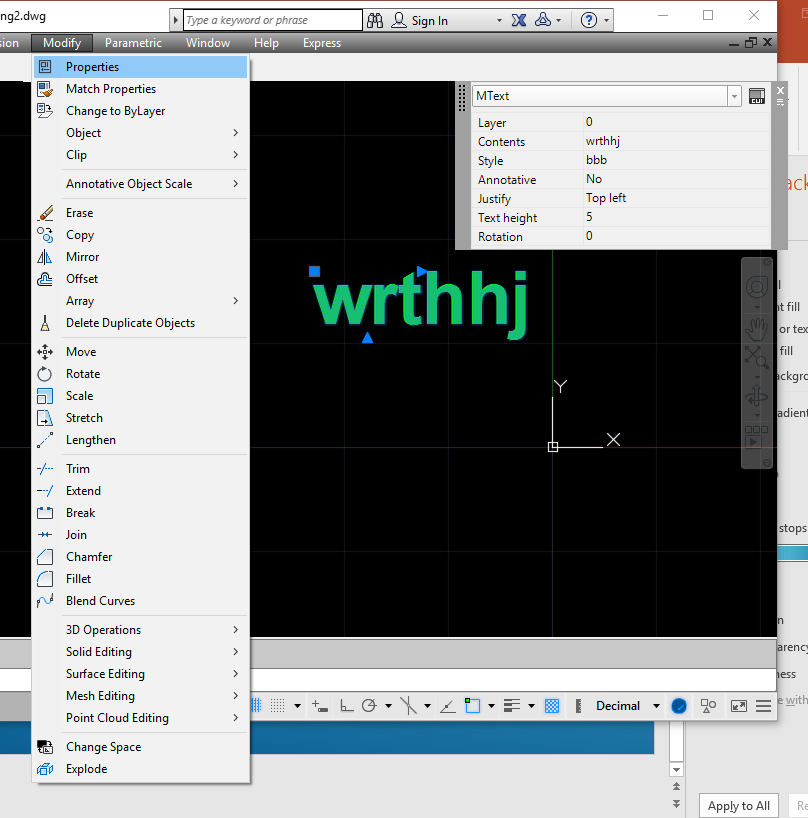 ng2.dwg
Type a keyword or phrase
Sign In
sion Modify Parametric Window Help Express
Properties
Match Properties
Change to ByLayer
Object
Clip
Annotative Object Scale
Erase
Copy
Mirror
Offset
Array
Delete Duplicate Objects
Move
Rotate
Scale
Stretch
Lengthen
Trim
Extend
Break
Join
Chamfer
Fillet
Blend Curves
3D Operations
Solid Editing
Surface Editing
Mesh Editing
Point Cloud Editing
Change Space
Explode
MText
CUI
Layer 0
Contents wrthhj
Style bbb
Annotative No
Justify Top left
Text height 5
Rotation 0
wrthhj
Y
X
Decimal
ack
l
nt fill
or tex
fill
ackgro
adient
stops
n
arency
ness
e with
Apply to All
Re